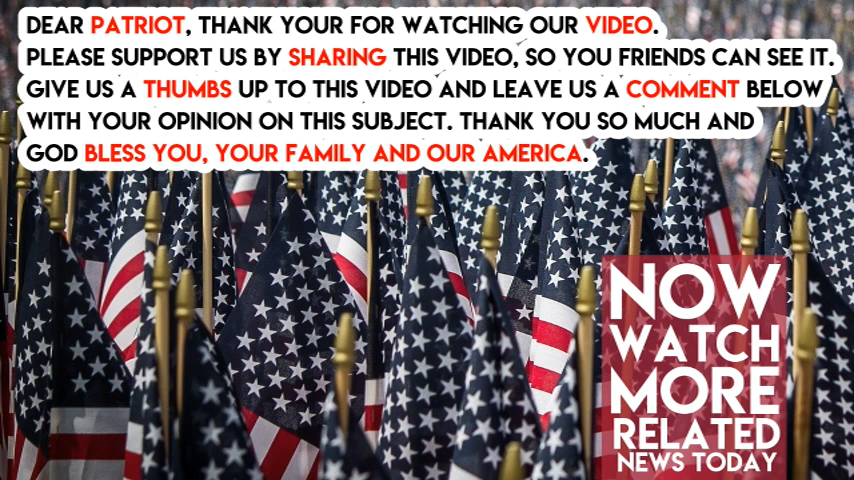 DEAR PATRIOT, THANK YOUR FOR WATCHING OUR VIDEO.
PLEASE SUPPORT US BY SHARING THIS VIDEO, SO YOU FRIENDS CAN SEE IT.
GIVE US A THUMBS UP TO THIS VIDEO AND LEAVE US A COMMENT BELOW
WITH YOUR OPINION ON THIS SUBJECT. THANK YOU SO MUCH AND
GOD BLESS YOU, YOUR FAMILY AND OUR AMERICA.
NOW
WATCH
MORE
RELATED
NEWS TODAY